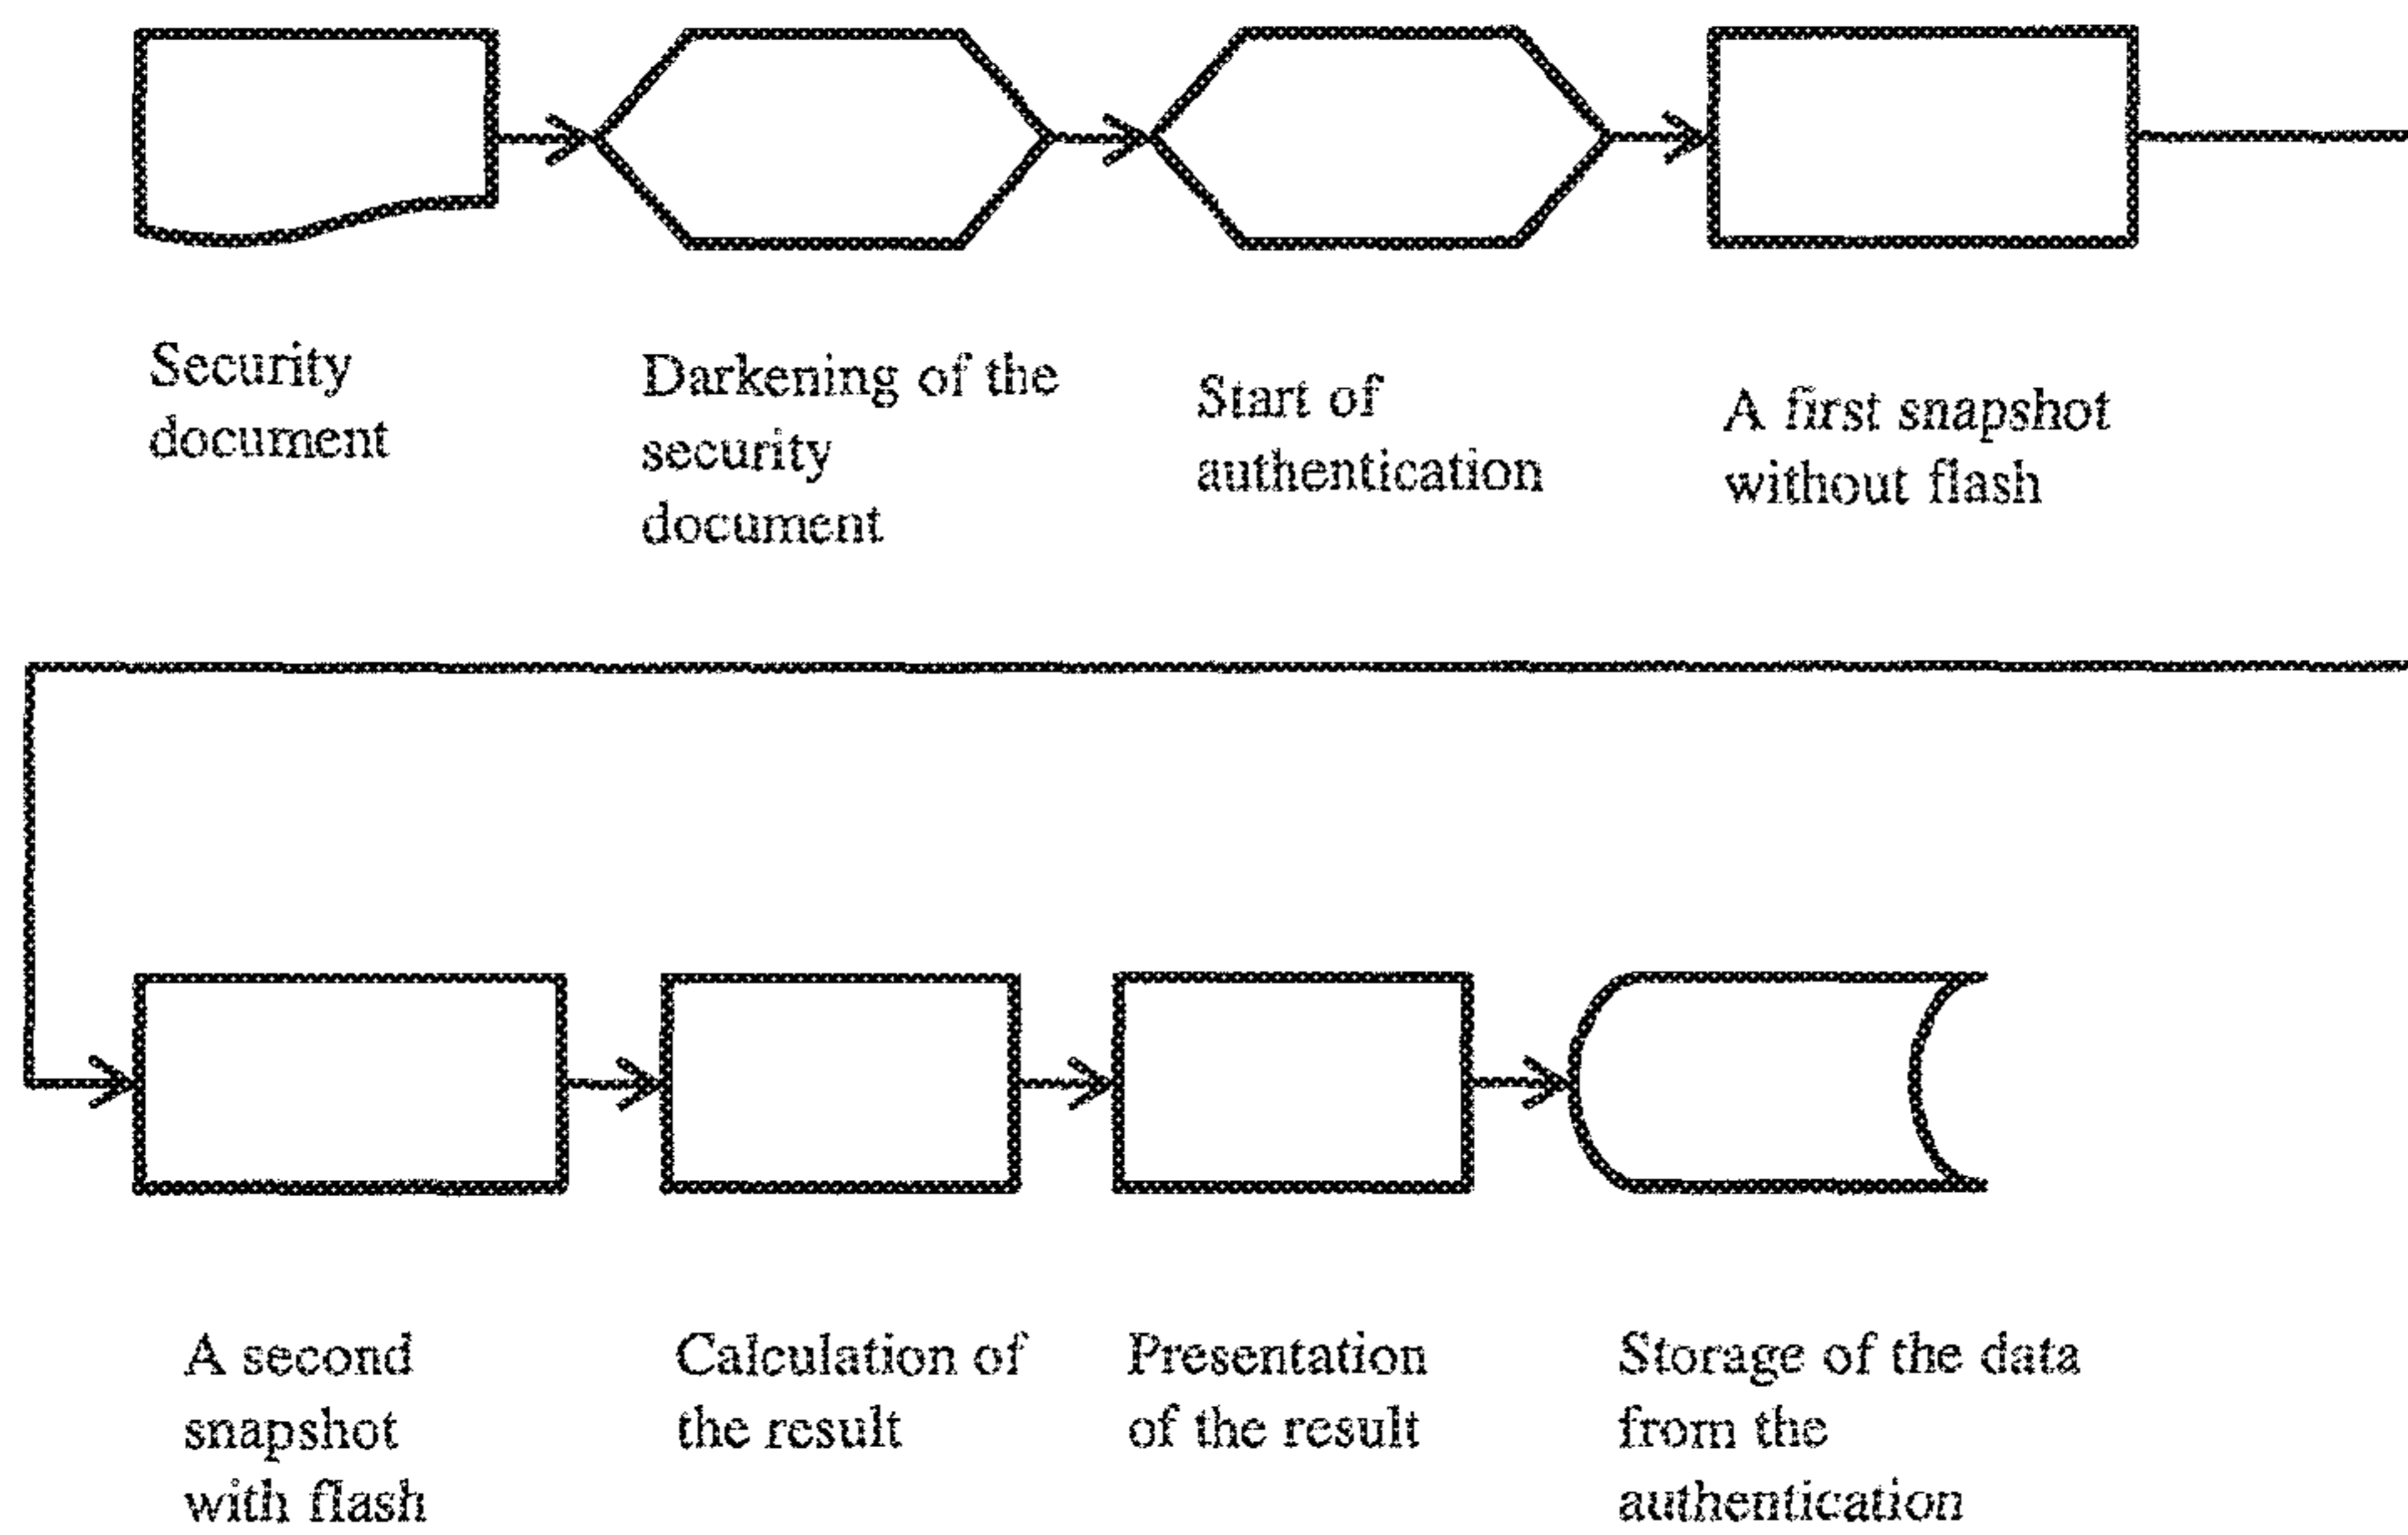 Security
document
Darkening of the
security
document
Start of
authentication
A first snapshot
without flash
A second
snapshot
with flash
Calculation of
the result
Presentation
of the result
Storage of the data
from the
authentication